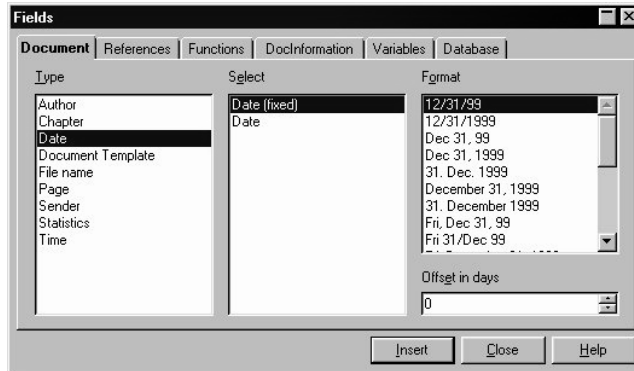 Fields
Document References Functions DocInformation Variables Database
Type
Author
Chapter
Date
Document Template
File name
Page
Sender
Statistics
Time
Select
Date (fixed)
Date
Format
12/31/99
12/31/1999
Dec 31, 99
Dec 31, 1999
31. Dec. 1999
December 31, 1999
31. December 1999
Fri, Dec 31, 99
Fri 31/Dec 99
Offset in days
0
Insert Close Help